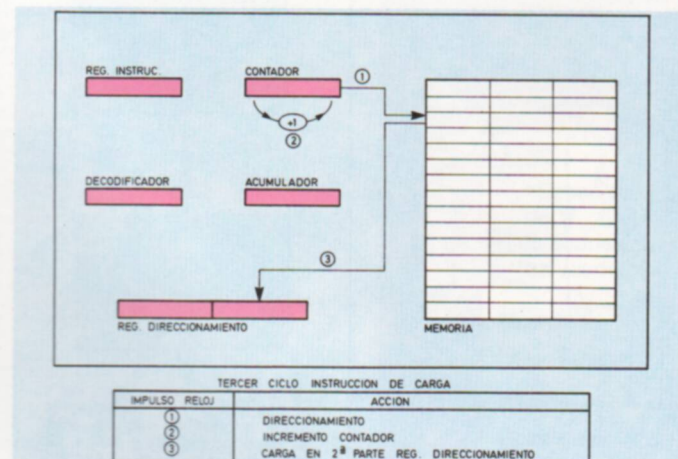 REG. INSTRUC.
CONTADOR
①
+1
②
DECODIFICADOR
ACUMULADOR
③
REG. DIRECCIONAMIENTO
MEMORIA
TERCER CICLO INSTRUCCION DE CARGA
IMPULSO RELOJ ACCION
① DIRECCIONAMIENTO
② INCREMENTO CONTADOR
③ CARGA EN 2ª PARTE REG. DIRECCIONAMIENTO